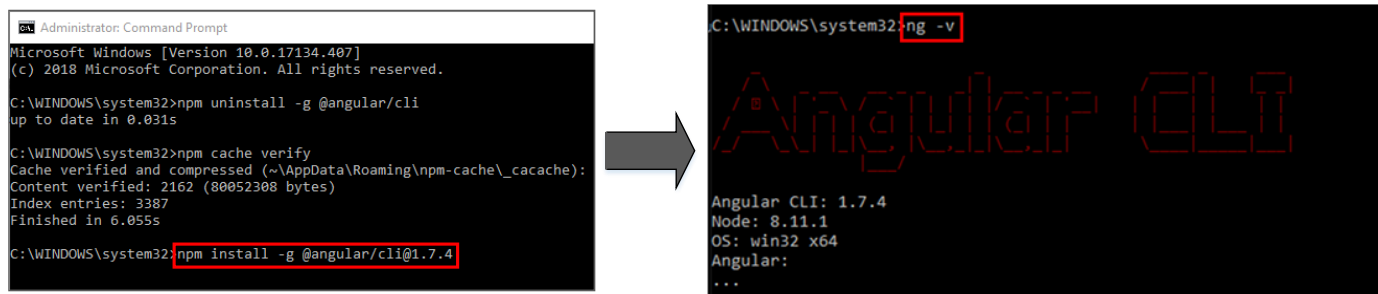 Administrator: Command Prompt
Microsoft Windows [Version 10.0.17134.407]
(c) 2018 Microsoft Corporation. All rights reserved.
C:\WINDOWS\system32>npm uninstall -g @angular/cli
up to date in 0.031s
C:\WINDOWS\system32>npm cache verify
Cache verified and compressed (~\AppData\Roaming\npm-cache\_cacache):
Content verified: 2162 (80052308 bytes)
Index entries: 3387
Finished in 6.055s
C:\WINDOWS\system32>npm install -g @angular/cli@1.7.4
C:\WINDOWS\system32>ng -v
Angular CLI
Angular CLI: 1.7.4
Node: 8.11.1
OS: win32 x64
Angular:
...